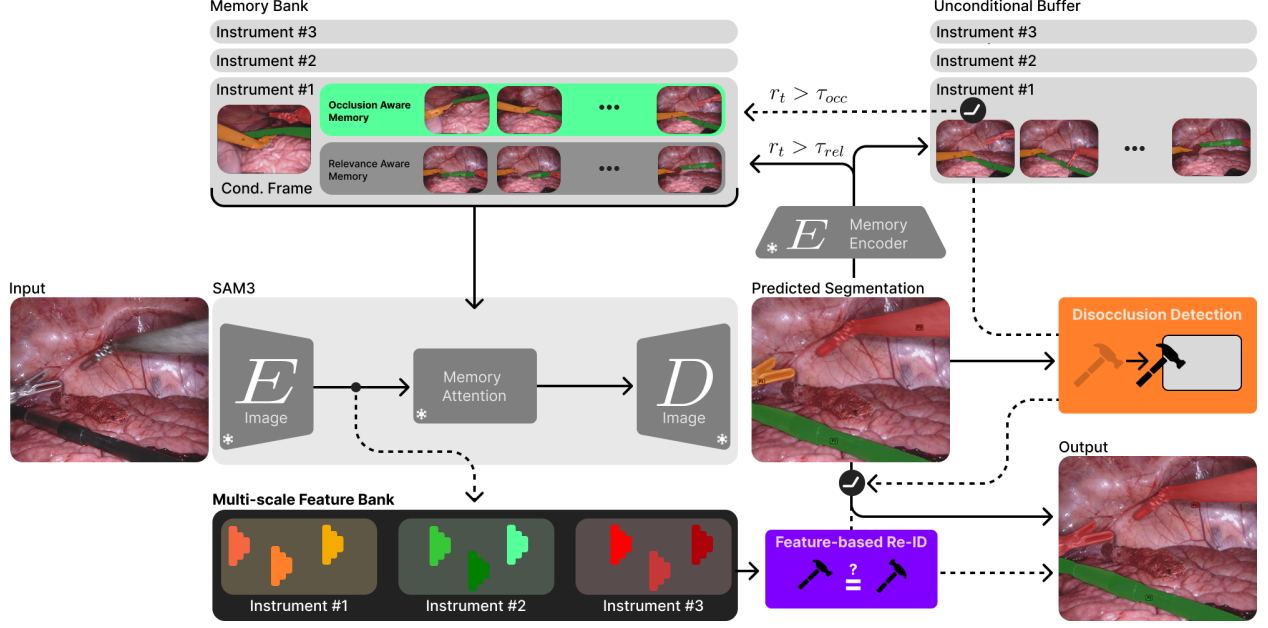 Memory Bank
Instrument #3
Instrument #2
Instrument #1
Cond. Frame
Occlusion Aware
Memory
•••
Relevance Aware
Memory
•••
r_t > τ_occ
r_t > τ_rel
Unconditional Buffer
Instrument #3
Instrument #2
Instrument #1
•••
E
Memory
Encoder
*
Input
SAM3
E
Image
*
Memory
Attention
*
D
Image
*
Predicted Segmentation
Disocclusion Detection
Output
Multi-scale Feature Bank
Instrument #1
Instrument #2
Instrument #3
Feature-based Re-ID
?
=